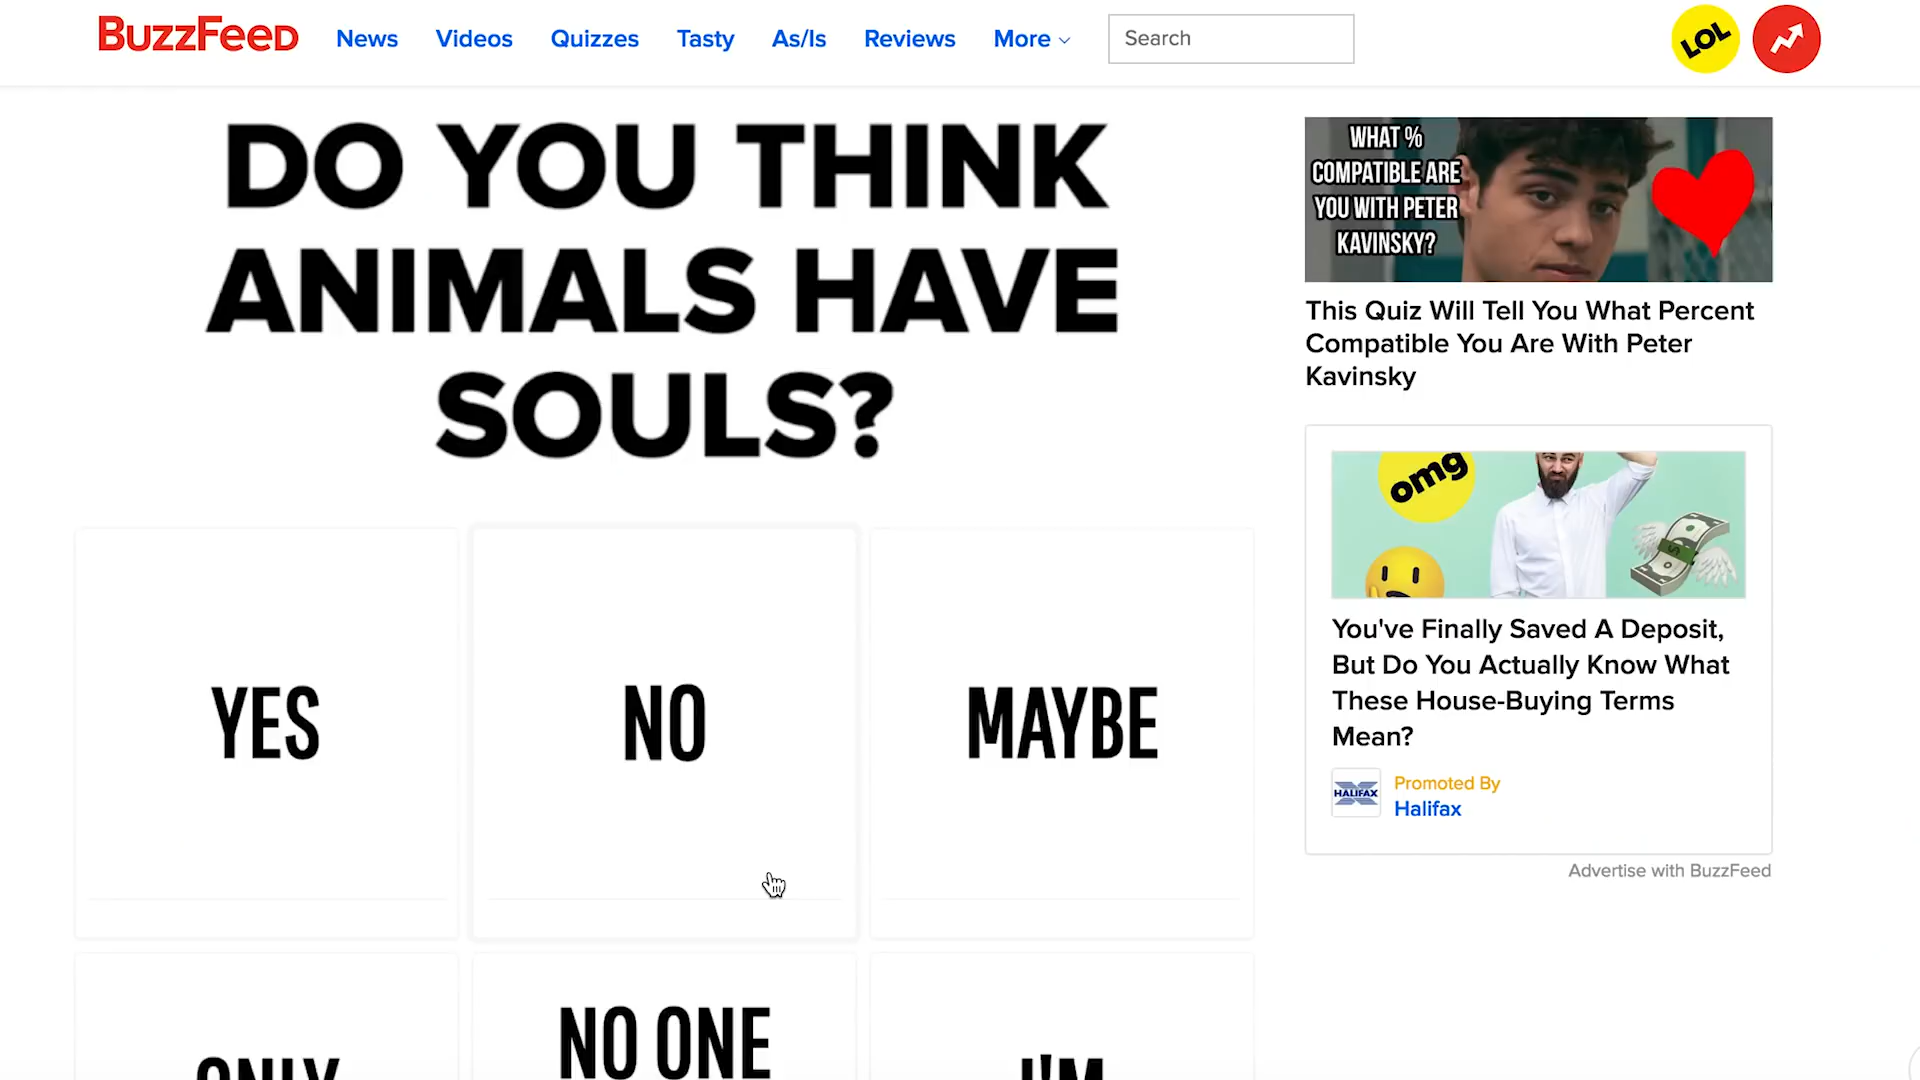 BuzzFeed
News Videos Quizzes Tasty As/Is Reviews More
Search
LOL
DO YOU THINK
ANIMALS HAVE
SOULS?
YES
NO
MAYBE
ONLY
NO ONE
I'M
WHAT %
COMPATIBLE ARE
YOU WITH PETER
KAVINSKY?
This Quiz Will Tell You What Percent
Compatible You Are With Peter
Kavinsky
omg
You've Finally Saved A Deposit,
But Do You Actually Know What
These House-Buying Terms
Mean?
HALIFAX
Promoted By
Halifax
Advertise with BuzzFeed